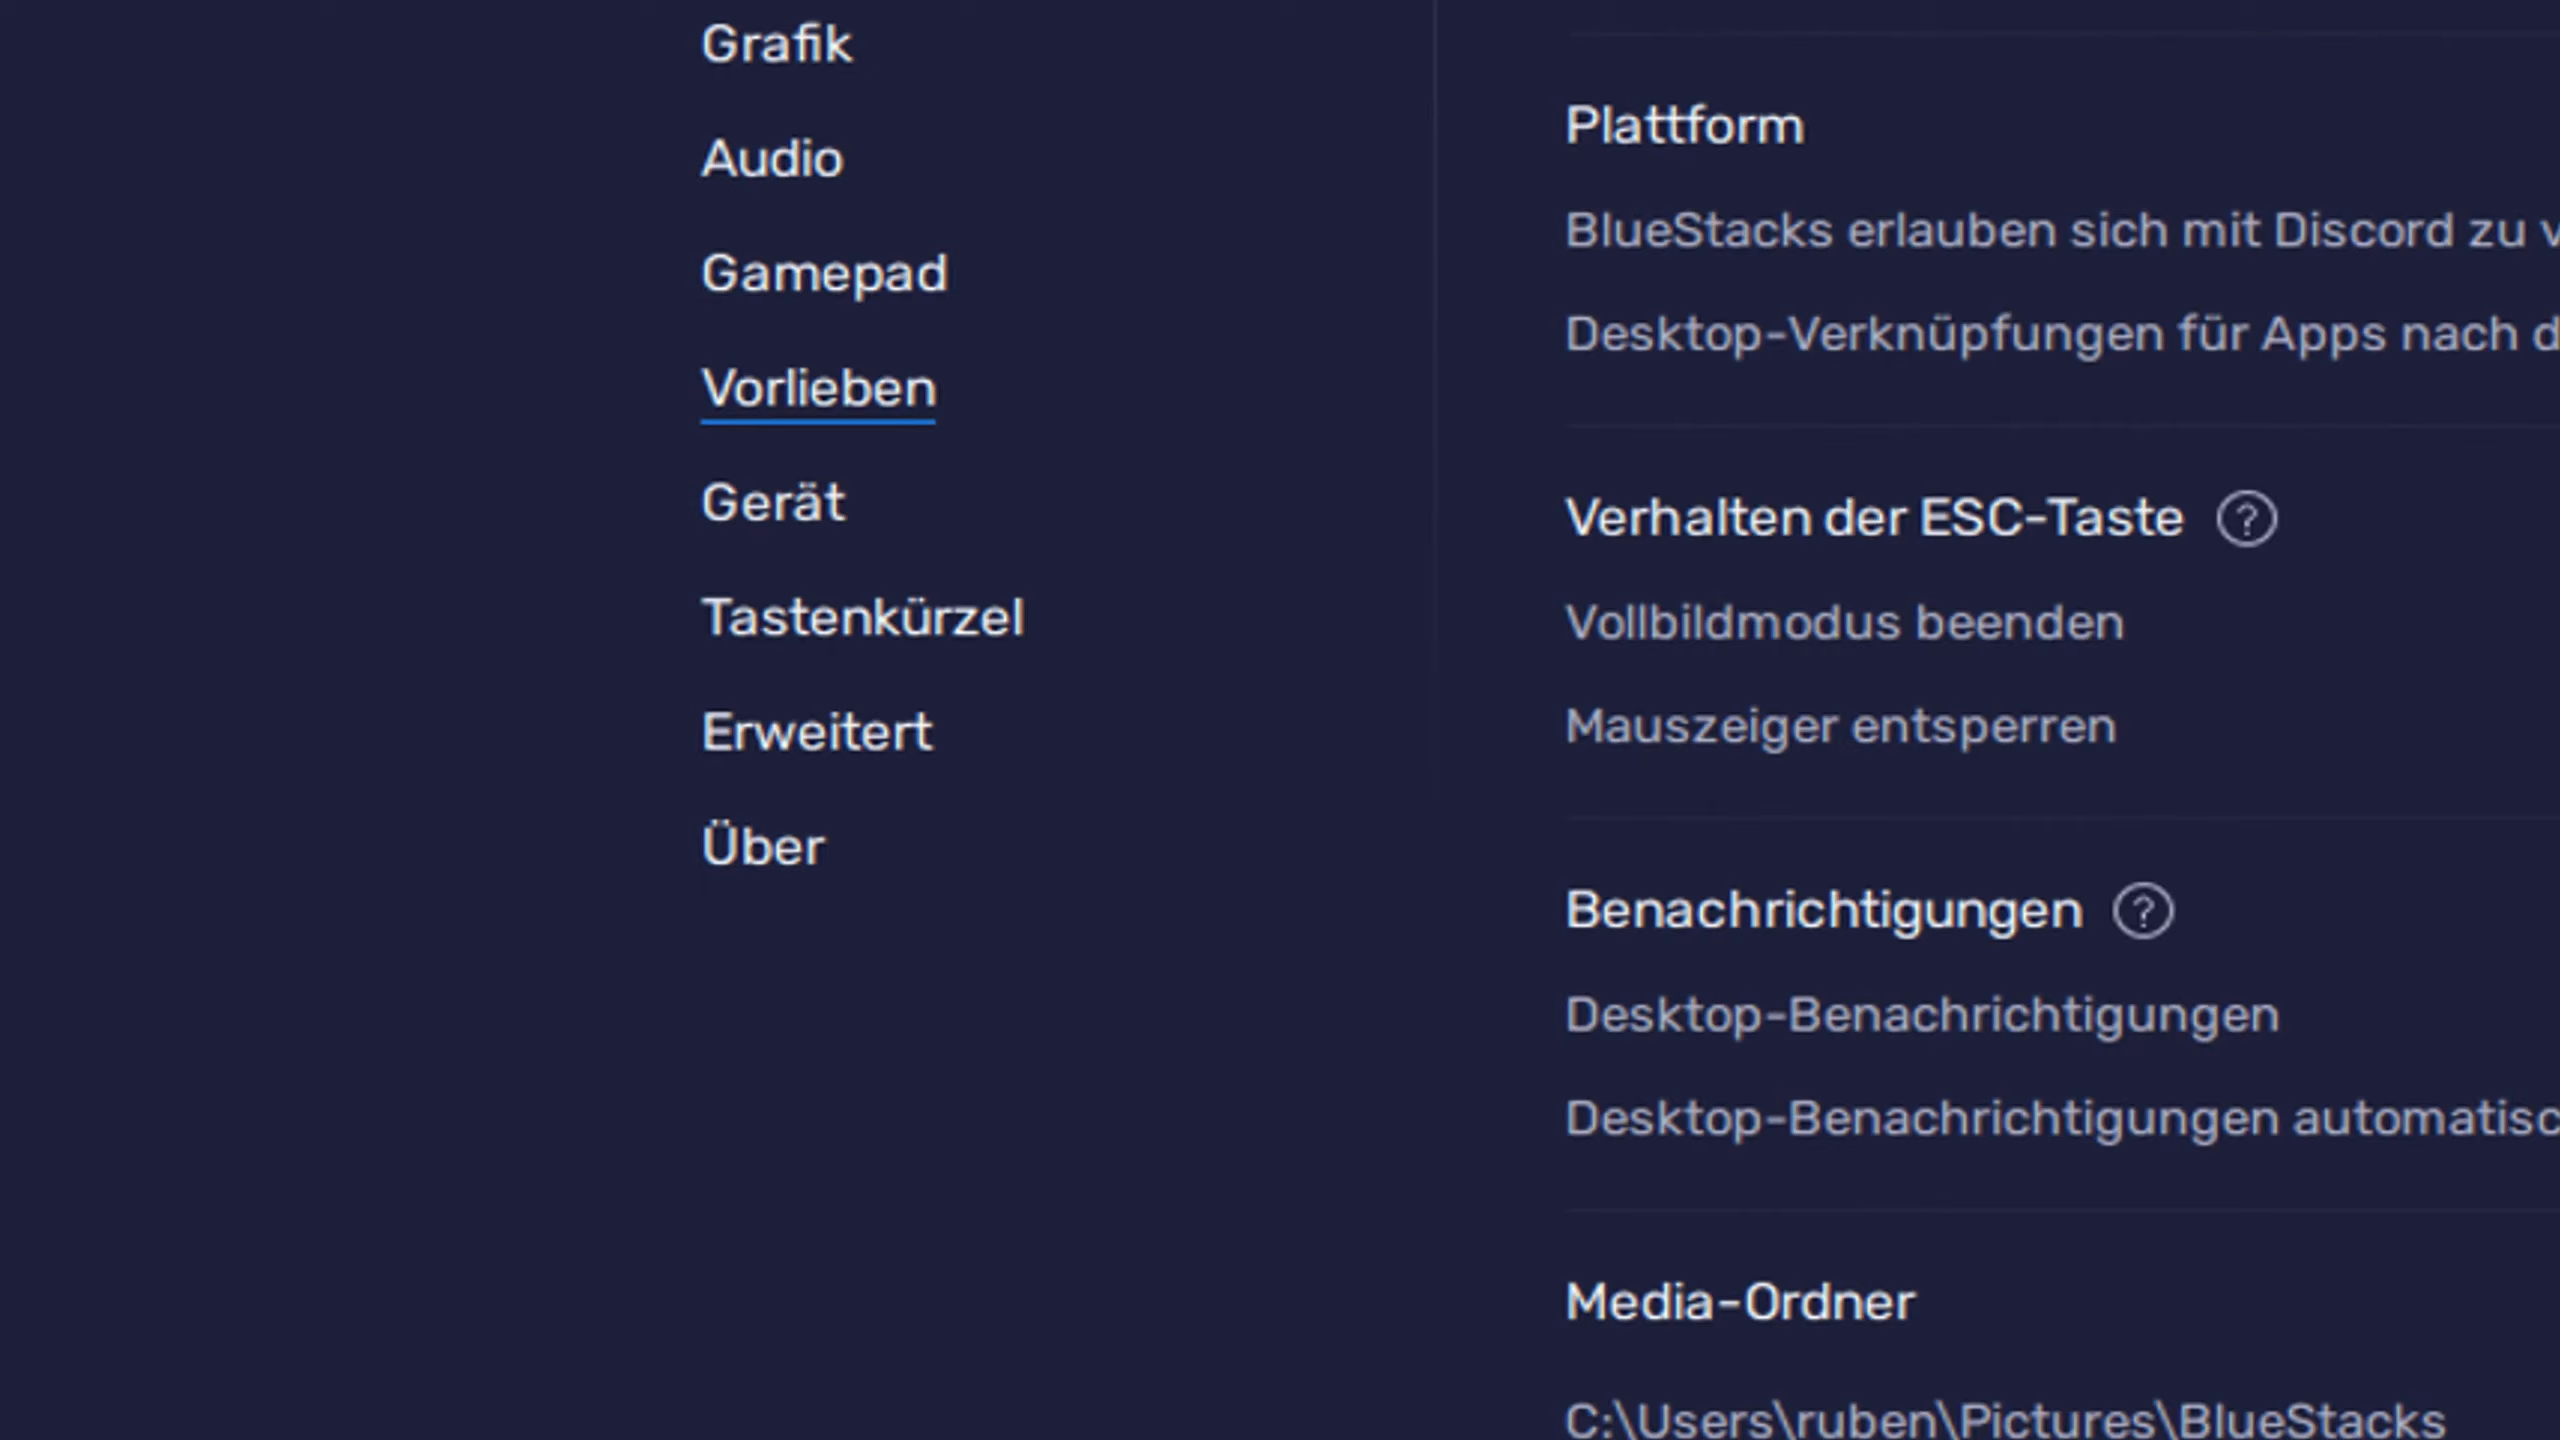 Grafik
Audio
Gamepad
Vorlieben
Gerät
Tastenkürzel
Erweitert
Über
Plattform
BlueStacks erlauben sich mit Discord zu
Desktop-Verknüpfungen für Apps nach
Verhalten der ESC-Taste
Vollbildmodus beenden
Mauszeiger entsperren
Benachrichtigungen
Desktop-Benachrichtigungen
Desktop-Benachrichtigungen automatisc
Media-Ordner
C:\Users\ruben\Pictures\BlueStacks